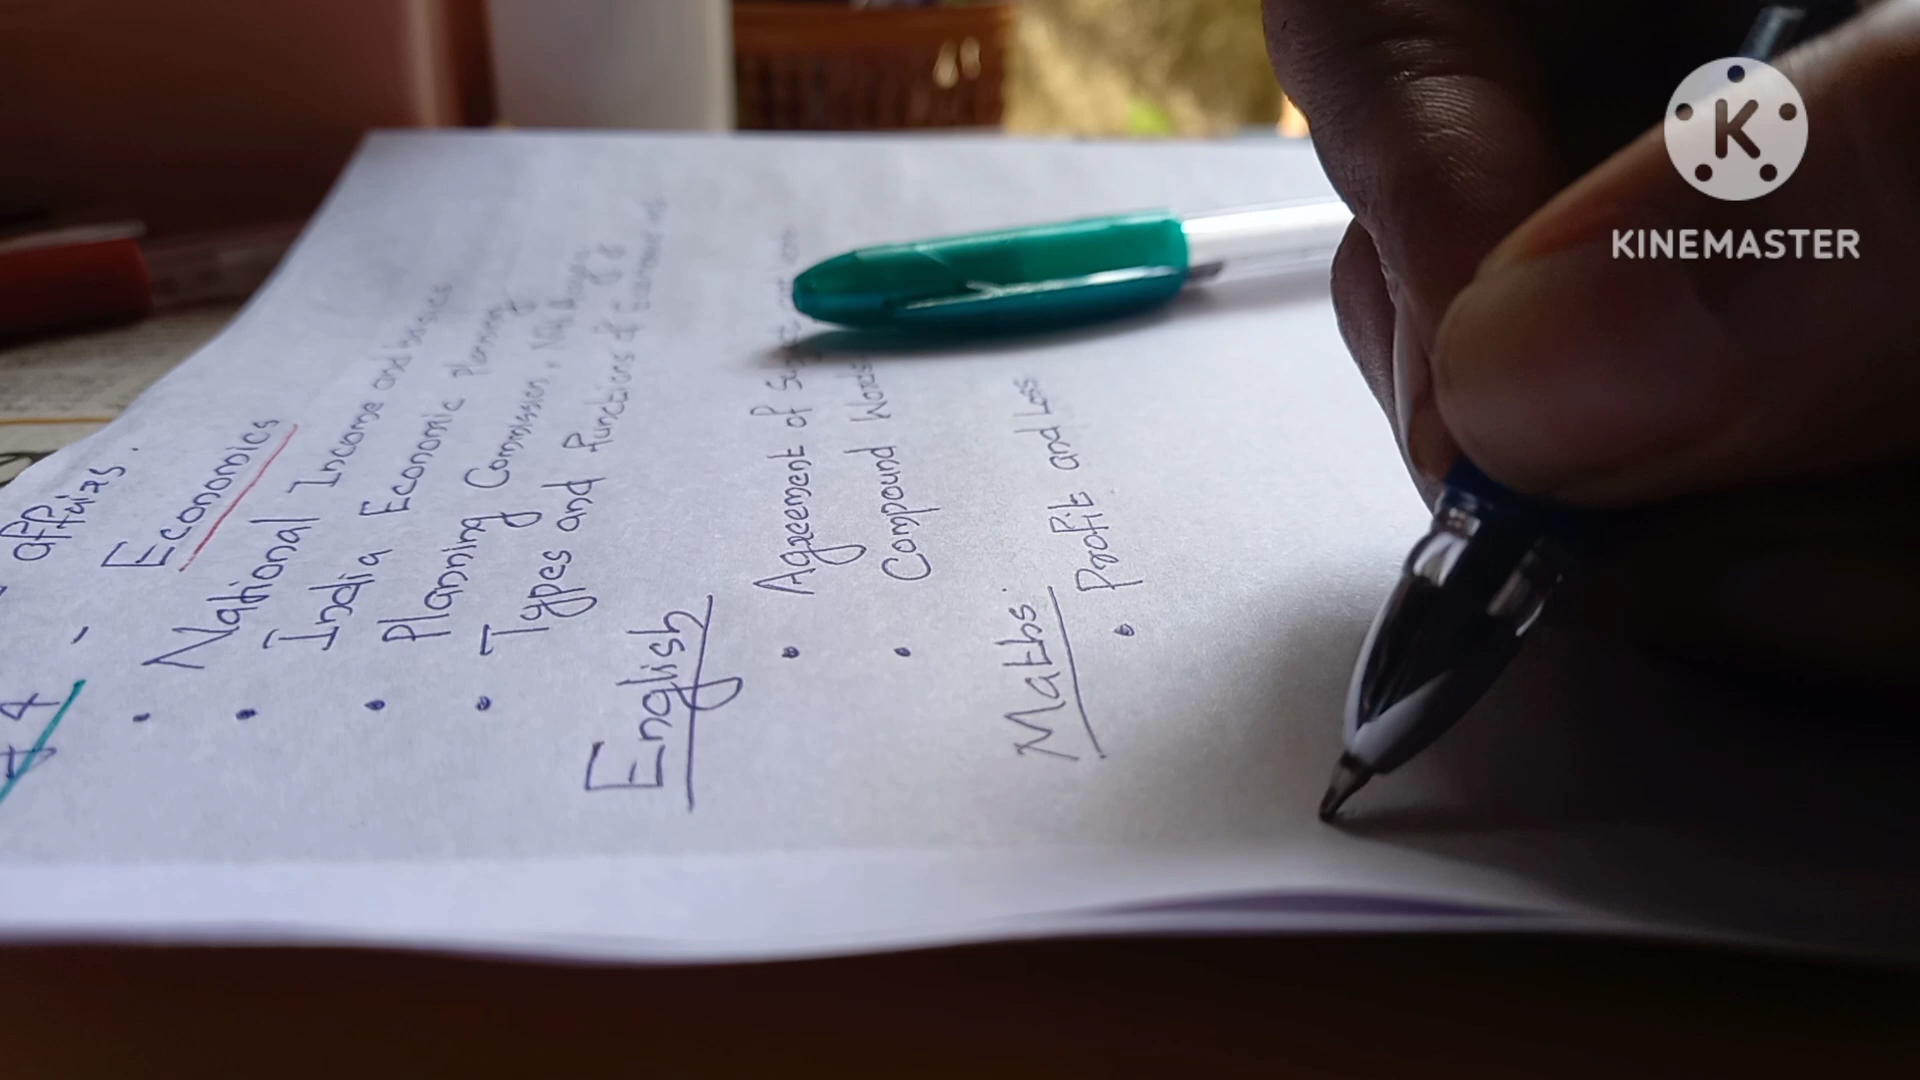 affairs.
Economics
• National Income and basics
• India Economic Planning
• Planning Commission,
• Types and Functions of
English
• Agreement of
• Compound Words
Maths:
• Profit and Loss
K
KINEMASTER